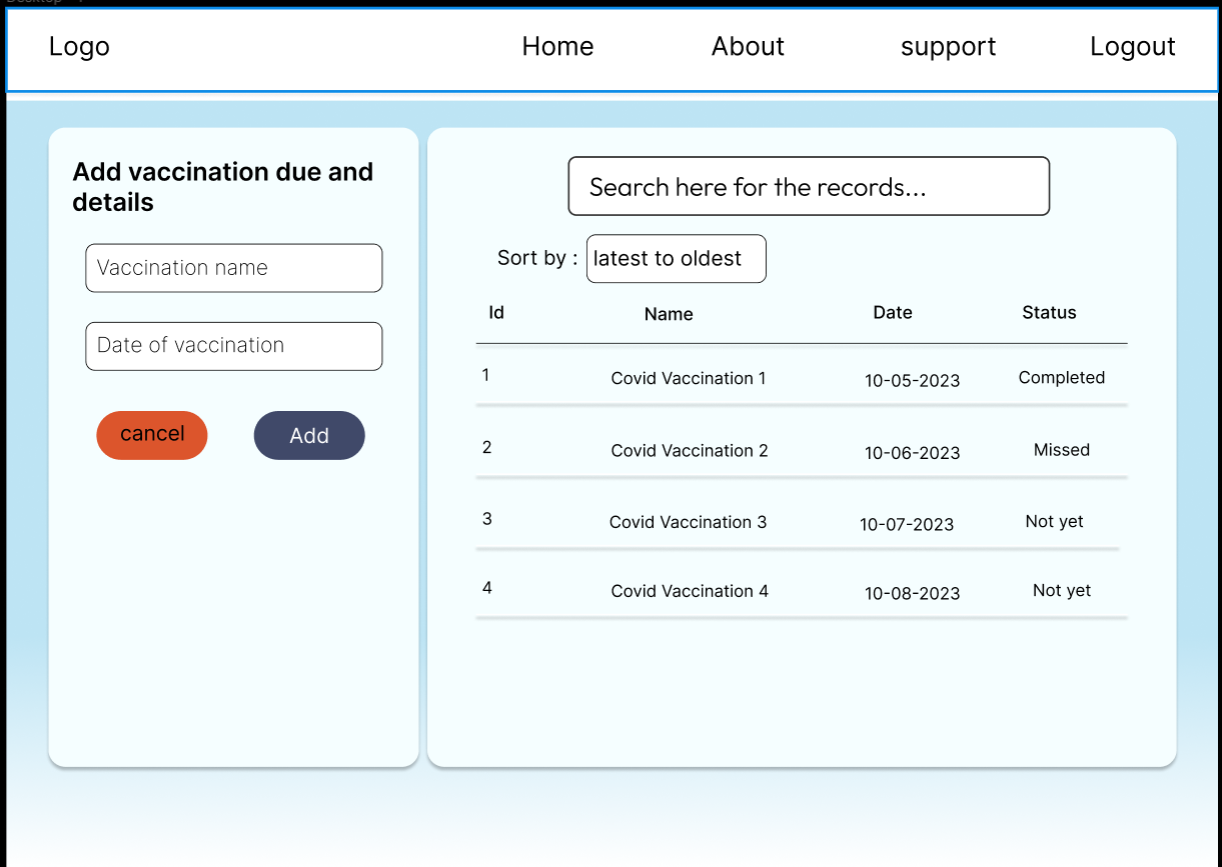 Logo Home About support Logout
Add vaccination due and
details
Vaccination name
Date of vaccination
cancel Add
Search here for the records...
Sort by : latest to oldest
Id Name Date Status
1 Covid Vaccination 1 10-05-2023 Completed
2 Covid Vaccination 2 10-06-2023 Missed
3 Covid Vaccination 3 10-07-2023 Not yet
4 Covid Vaccination 4 10-08-2023 Not yet